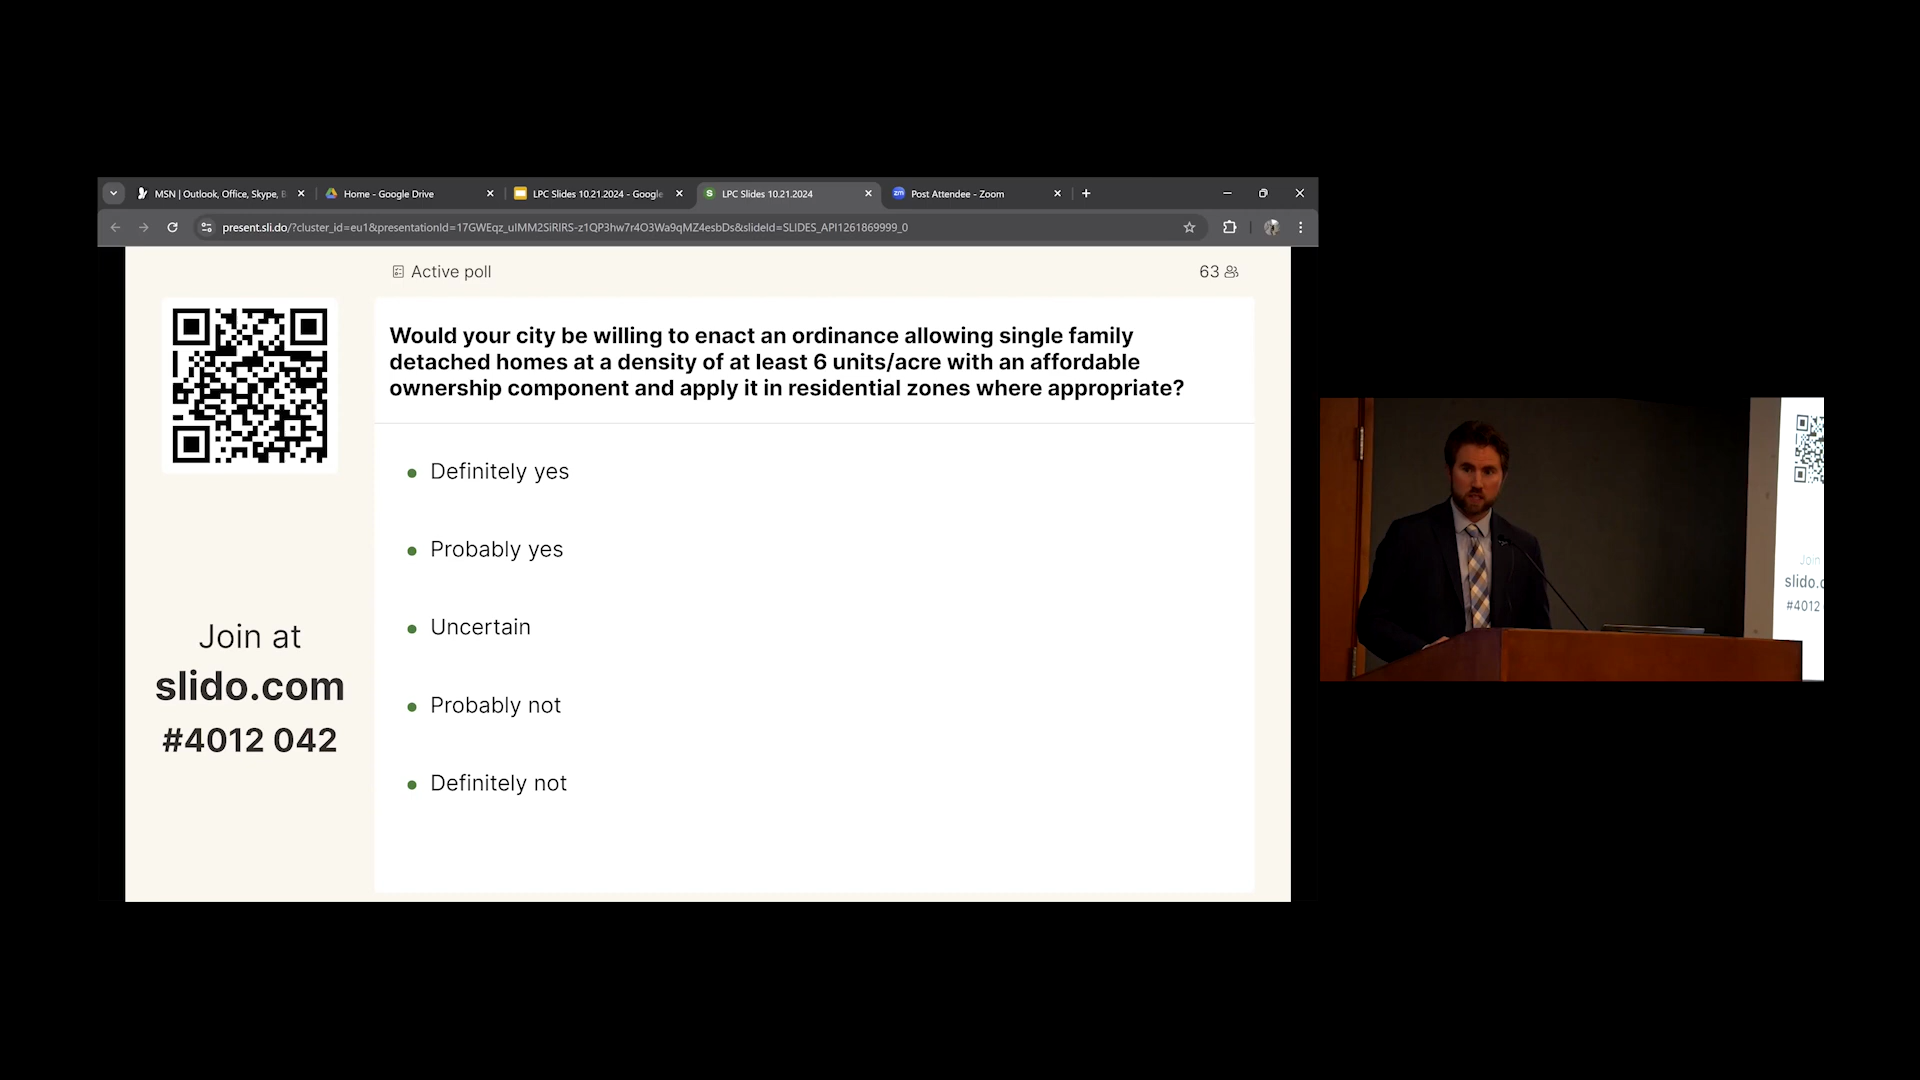 MSN | Outlook, Office, Skype, B
Home - Google Drive
LPC Slides 10.21.2024 - Google
S
LPC Slides 10.21.2024
zm
Post Attendee - Zoom
present.sli.do/?cluster_id=eu1&presentationId=17GWEqz_uIMM2SiRIRS-z1QP3hw7r4O3Wa9qMZ4esbDs&slideId=SLIDES_API1261869999_0
Active poll
63
Would your city be willing to enact an ordinance allowing single family
detached homes at a density of at least 6 units/acre with an affordable
ownership component and apply it in residential zones where appropriate?
Definitely yes
Probably yes
Uncertain
Probably not
Definitely not
Join at
slido.com
#4012 042
Join
slido.c
#4012